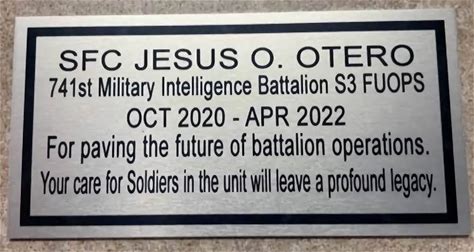 SFC JESUS O. OTERO
741st Military Intelligence Battalion S3 FUOPS
OCT 2020 - APR 2022
For paving the future of battalion operations.
Your care for Soldiers in the unit will leave a profound legacy.